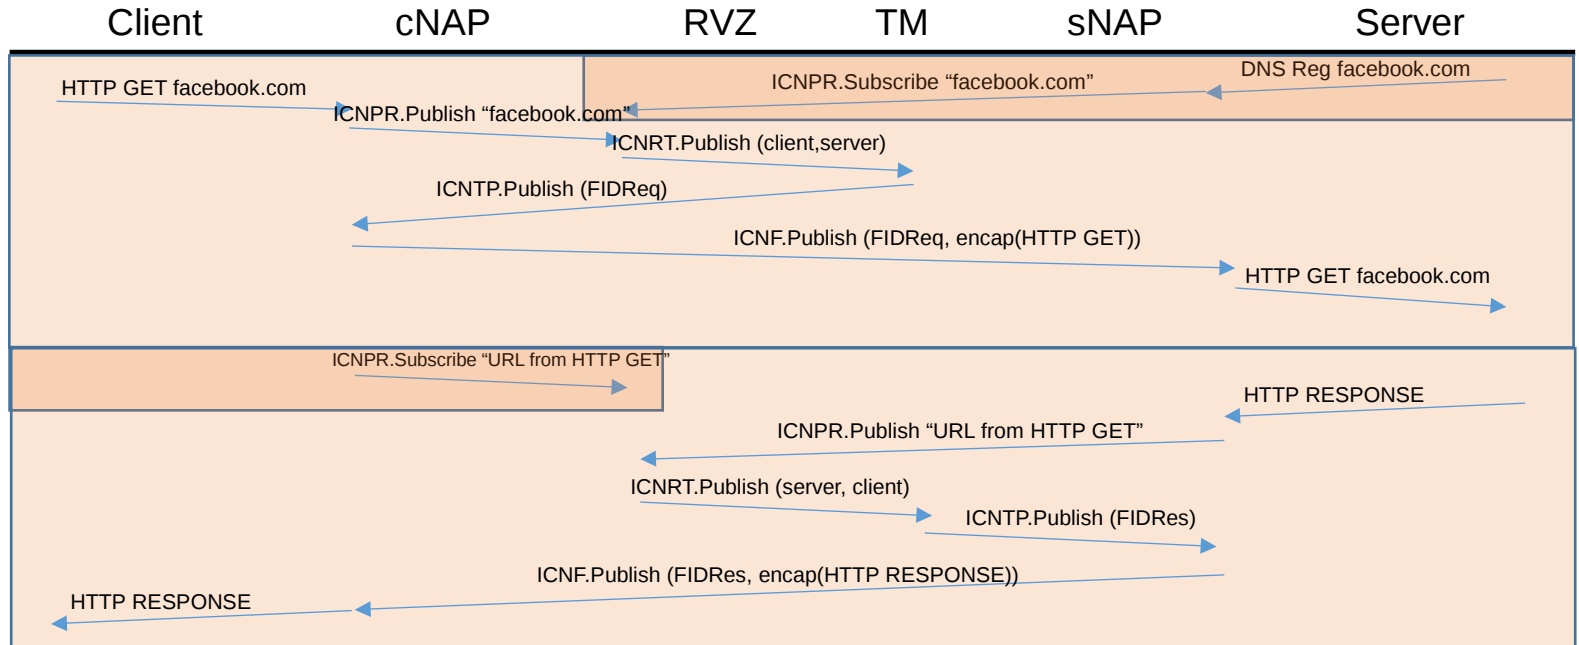 Client cNAP RVZ TM sNAP Server
DNS Reg facebook.com
ICNPR.Subscribe “facebook.com”
HTTP GET facebook.com
ICNPR.Publish “facebook.com”
ICNRT.Publish (client,server)
ICNTP.Publish (FIDReq)
ICNF.Publish (FIDReq, encap(HTTP GET))
HTTP GET facebook.com
ICNPR.Subscribe “URL from HTTP GET”
HTTP RESPONSE
ICNPR.Publish “URL from HTTP GET”
ICNRT.Publish (server, client)
ICNTP.Publish (FIDRes)
ICNF.Publish (FIDRes, encap(HTTP RESPONSE))
HTTP RESPONSE